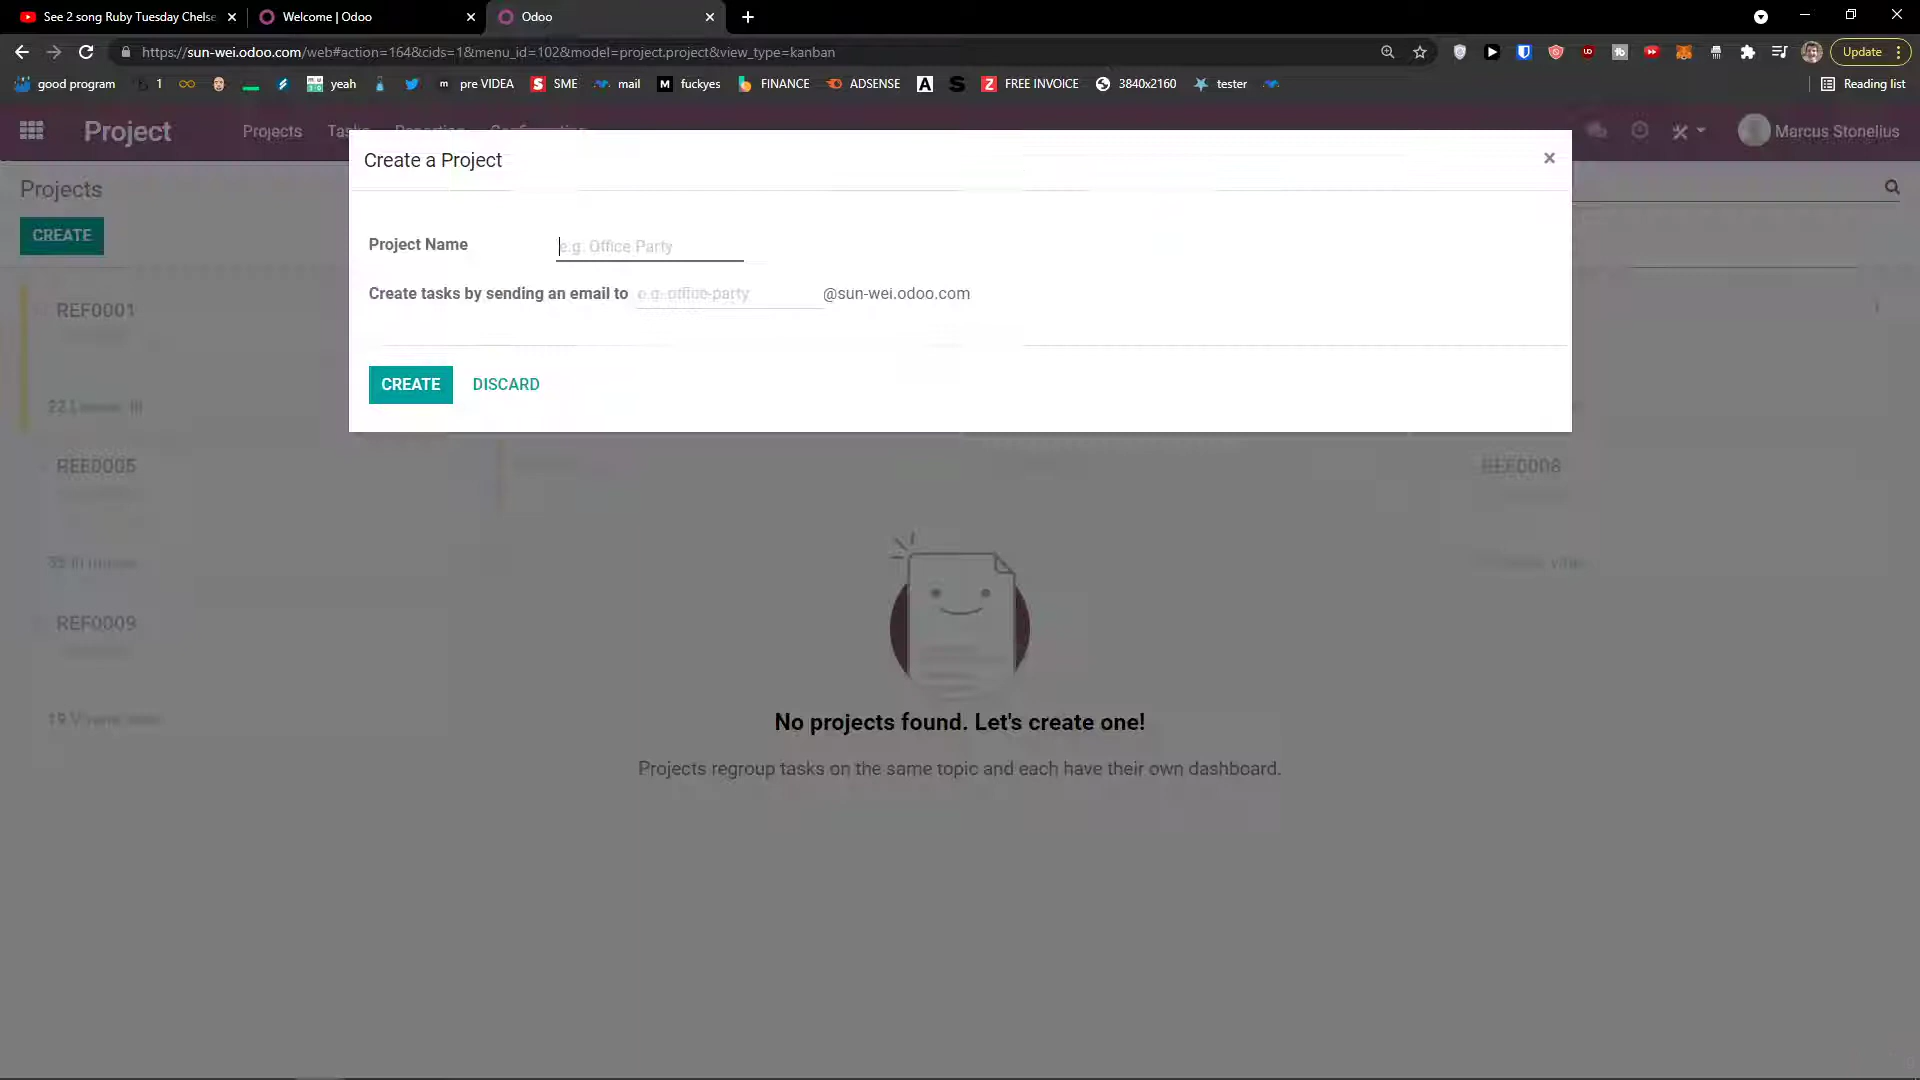 See 2 song Ruby Tuesday Chelse
Welcome | Odoo
Odoo
https://sun-wei.odoo.com/web#action=164&cids=1&menu_id=102&model=project.project&view_type=kanban
Update
good program
1
yeah
m pre VIDEA
SME
mail
M fuckyes
FINANCE
ADSENSE
FREE INVOICE
3840x2160
tester
Reading list
Project
Projects
Tasks
Reporting
Configuration
Marcus Stonelius
Create a Project
Projects
CREATE
Project Name
e.g. Office Party
Create tasks by sending an email to
e.g. office-party
@sun-wei.odoo.com
CREATE
DISCARD
REF0001
REF0005
REF0008
REF0009
No projects found. Let's create one!
Projects regroup tasks on the same topic and each have their own dashboard.